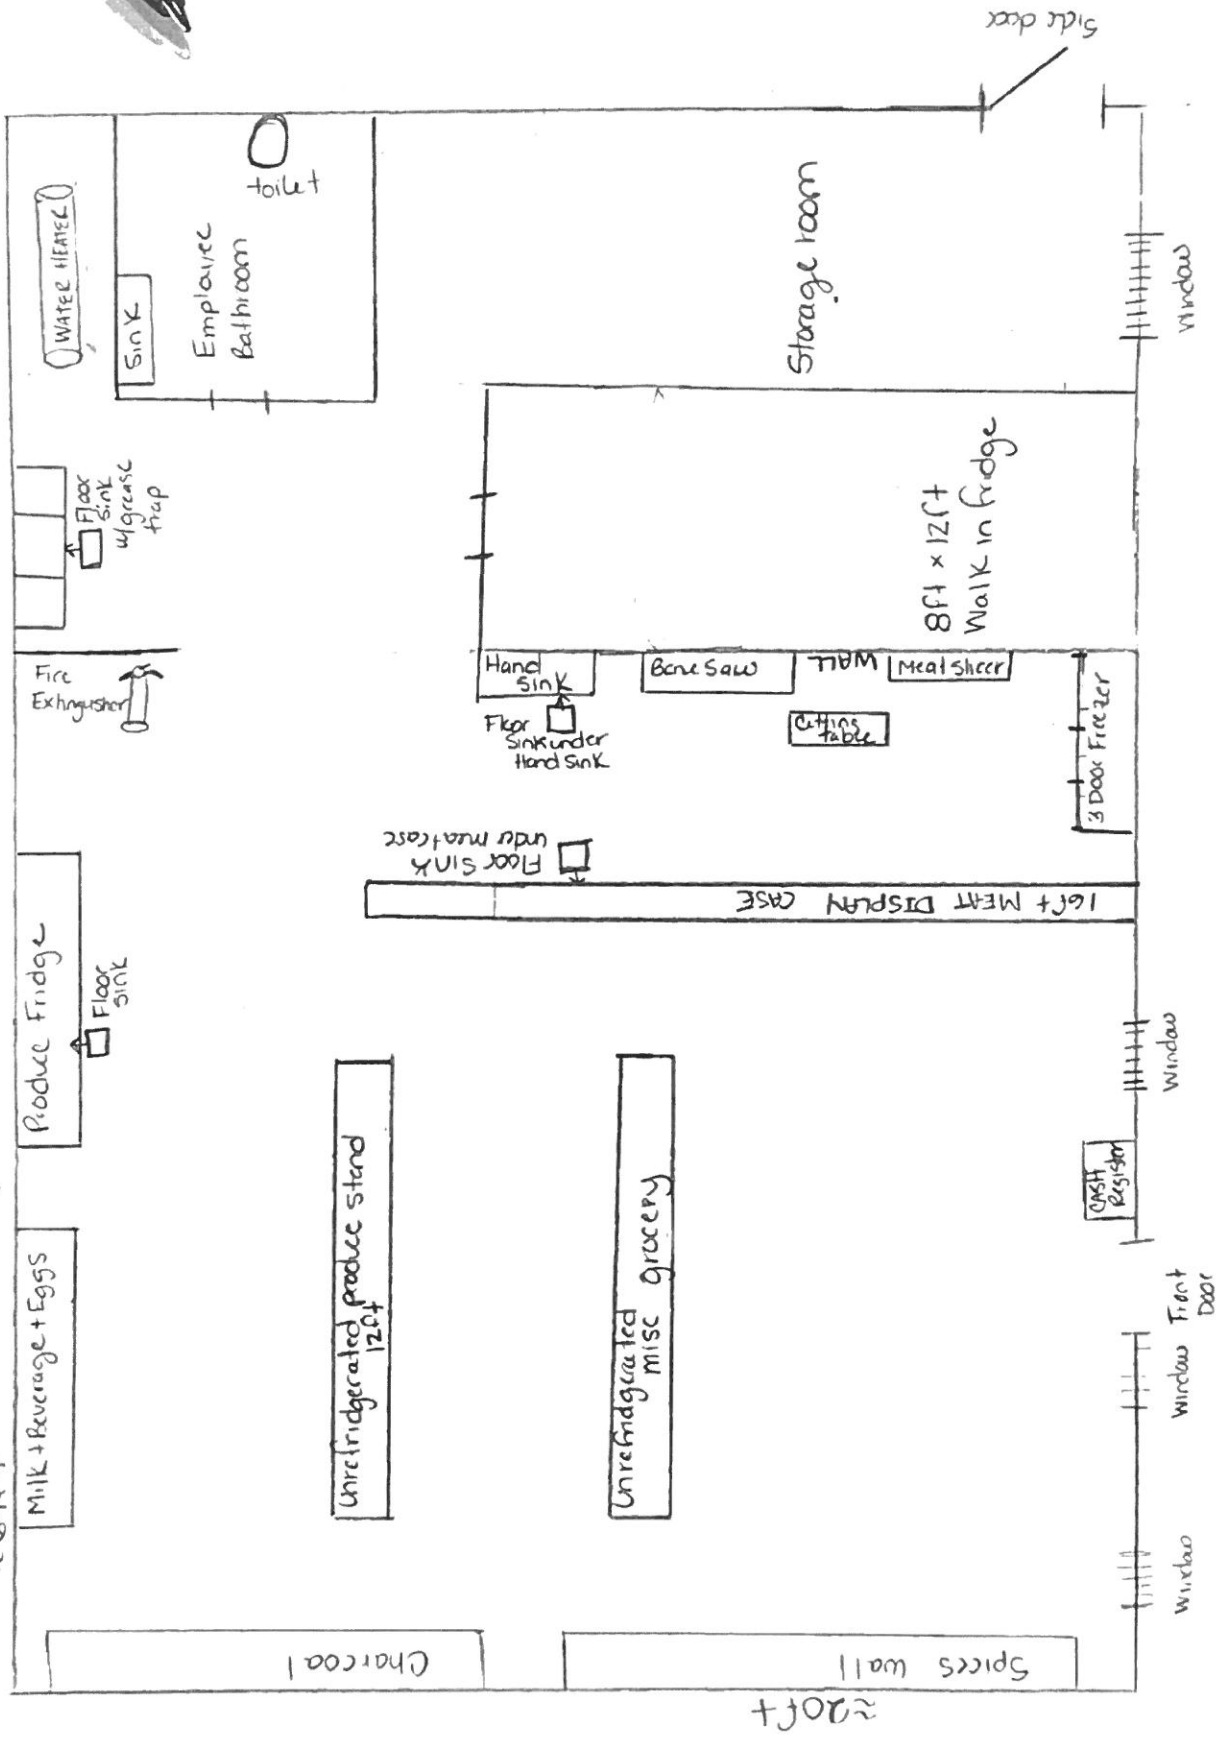 Side door
WATER HEATER
Sink
Employee
Bathroom
toilet
Storage room
Window
Floor
Sink
w/grease
trap
8ft x 12ft
Walk in fridge
Fire
Extinguisher
Hand
Sink
Floor
Sink under
Hand Sink
Bone Saw
WALL
Meat Slicer
Cutting
table
3 Door Freezer
Floor Sink
under meat case
16ft MEAT DISPLAY CASE
Produce Fridge
Floor
Sink
Milk + Beverage + Eggs
Unrefridgerated produce stand
12ft
Unrefridgerated
misc grocery
Window
CASH
Register
Front
Door
Window
Window
Charcoal
Spices wall
≈20ft